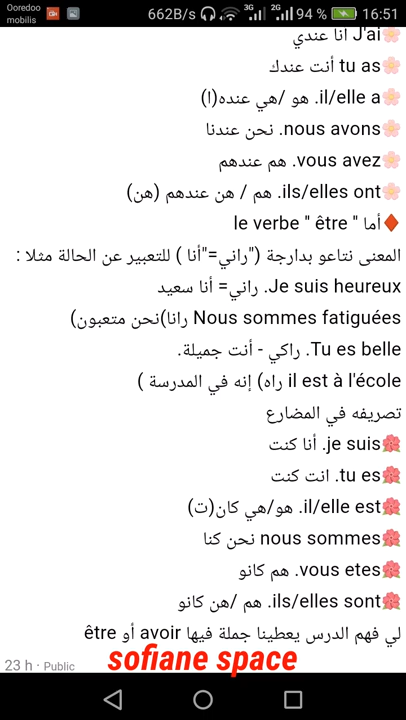 Ooredoo
mobilis
662B/s 3G 2G 94 % 16:51
🌸J'ai انا عندي
🌸tu as أنت عندك
🌸il/elle a. هو /هي عنده(ا)
🌸nous avons. نحن عندنا
🌸vous avez. هم عندهم
🌸ils/elles ont. هم / هن عندهم (هن)
♦️أما " le verbe " être
المعنى نتاعو بدارجة ("راني="أنا ) للتعبير عن الحالة مثلا :
Je suis heureux. راني= أنا سعيد
Nous sommes fatiguées رانا)نحن متعبون)
Tu es belle. راكي - أنت جميلة.
il est à l'école راه) إنه في المدرسة )
تصريفه في المضارع
🌺je suis. أنا كنت
🌺tu es. انت كنت
🌺il/elle est. هو/هي كان(ت)
🌺nous sommes نحن كنا
🌺vous etes. هم كانو
🌺ils/elles sont. هم /هن كانو
لي فهم الدرس يعطينا جملة فيها avoir أو être
23 h · Public
sofiane space